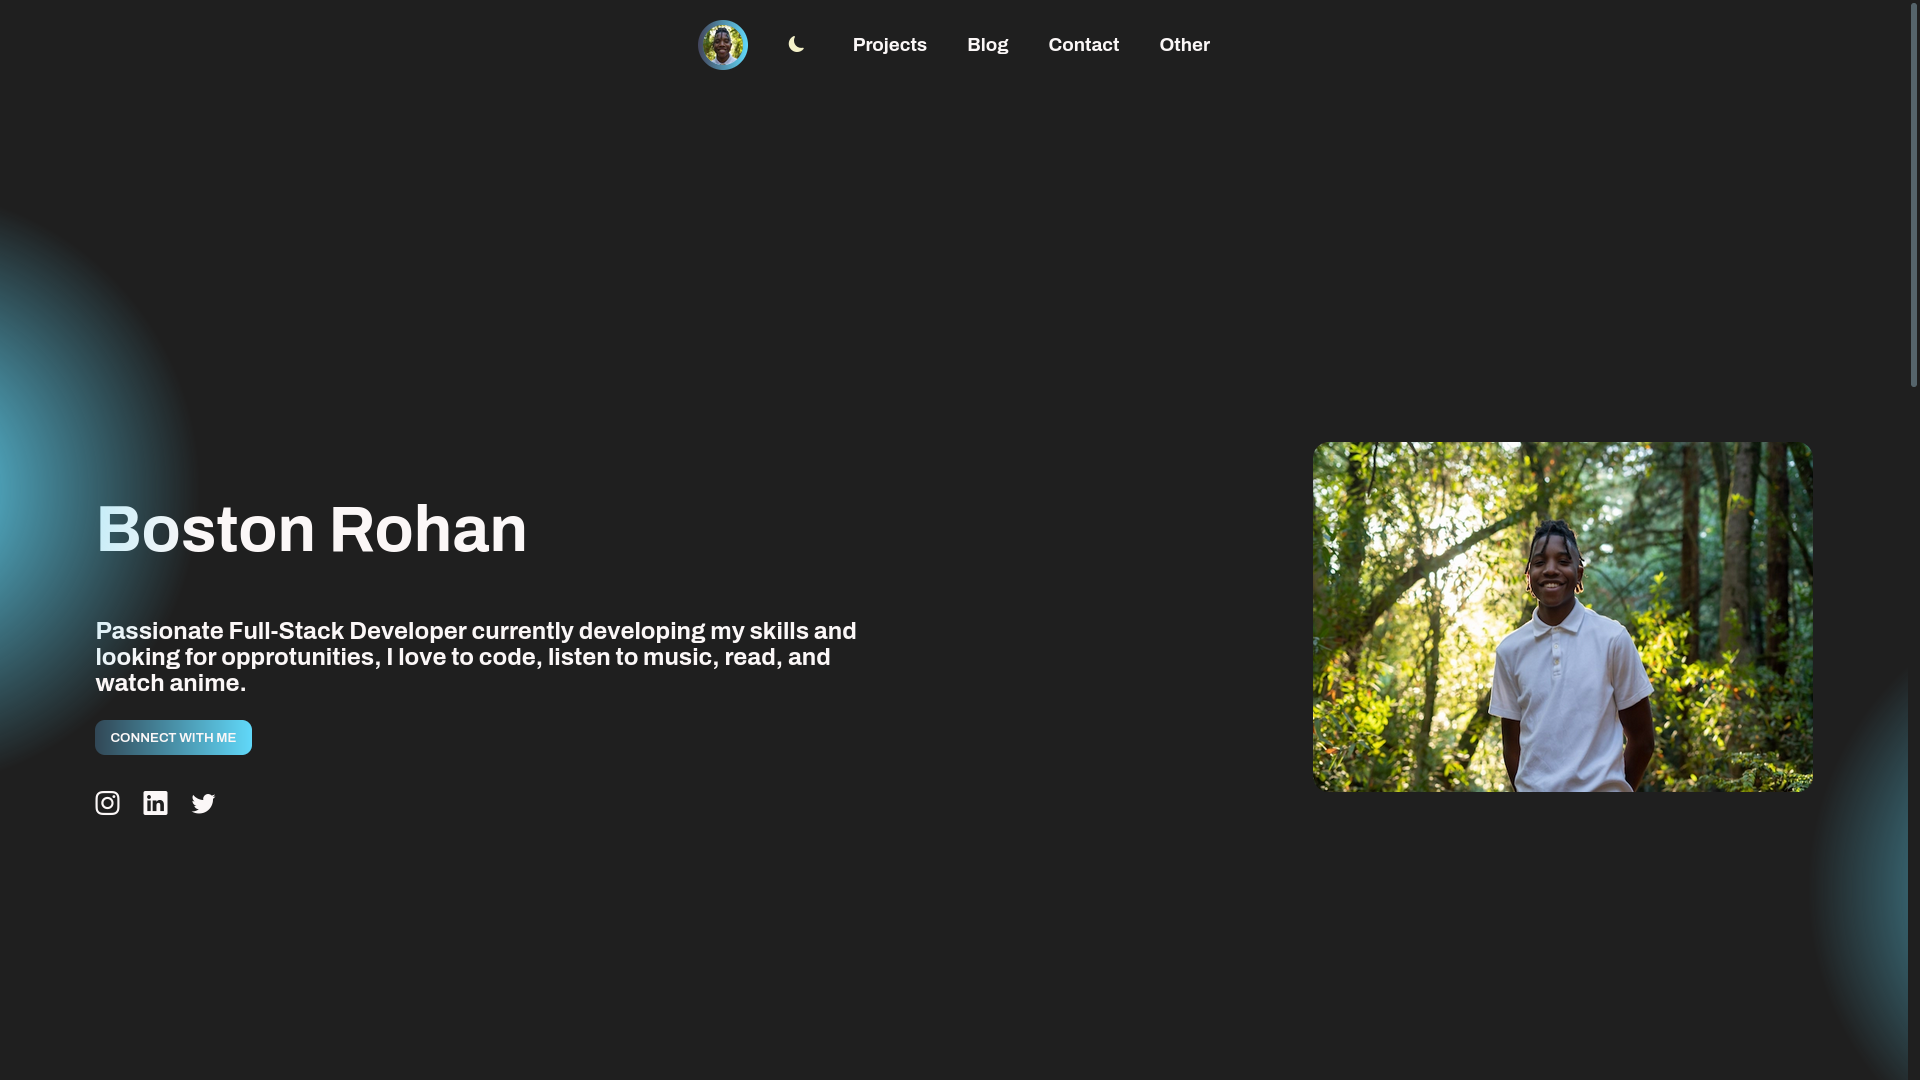 Projects Blog Contact Other
Boston Rohan
Passionate Full-Stack Developer currently developing my skills and
looking for opprotunities, I love to code, listen to music, read, and
watch anime.
CONNECT WITH ME